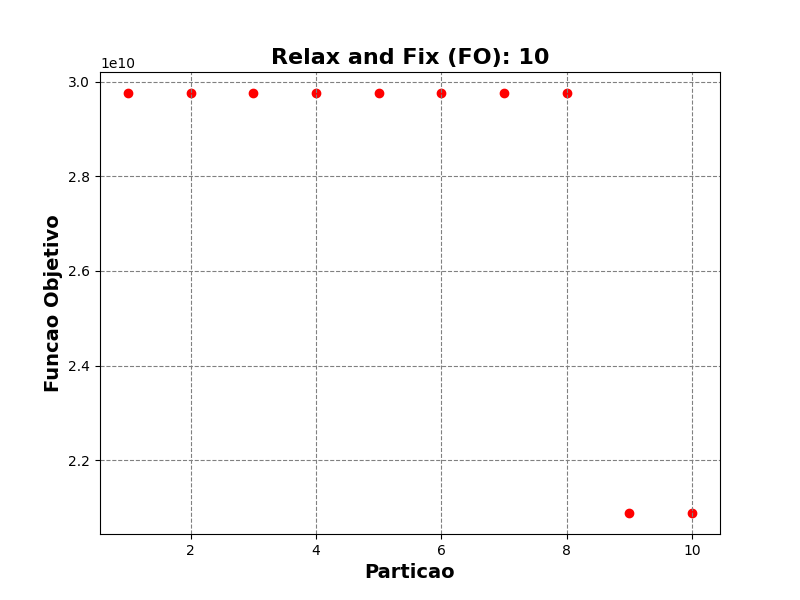 Relax and Fix (FO): 10
1e10
3.0
2.8
2.6
2.4
2.2
Funcao Objetivo
2 4 6 8 10
Particao